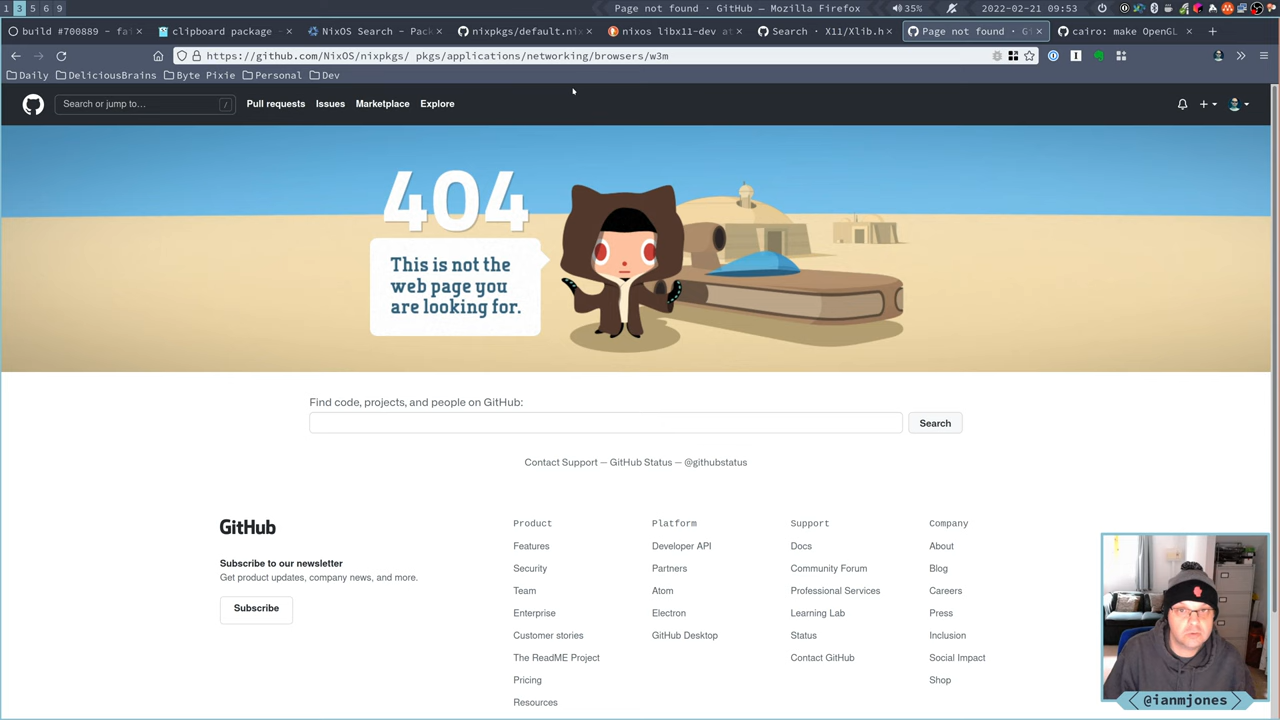 1 3 5 6 9
Page not found · GitHub — Mozilla Firefox
35%
2022-02-21 09:53
build #700889 - fai
clipboard package -
NixOS Search - Pack
nixpkgs/default.nix
nixos libx11-dev at
Search · X11/Xlib.h
Page not found · Gi
cairo: make OpenGL
https://github.com/NixOS/nixpkgs/ pkgs/applications/networking/browsers/w3m
Daily
DeliciousBrains
Byte Pixie
Personal
Dev
Search or jump to…
/
Pull requests
Issues
Marketplace
Explore
404
This is not the
web page you
are looking for.
Find code, projects, and people on GitHub:
Search
Contact Support — GitHub Status — @githubstatus
GitHub
Subscribe to our newsletter
Get product updates, company news, and more.
Subscribe
Product
Features
Security
Team
Enterprise
Customer stories
The ReadME Project
Pricing
Resources
Platform
Developer API
Partners
Atom
Electron
GitHub Desktop
Support
Docs
Community Forum
Professional Services
Learning Lab
Status
Contact GitHub
Company
About
Blog
Careers
Press
Inclusion
Social Impact
Shop
@ianmjones